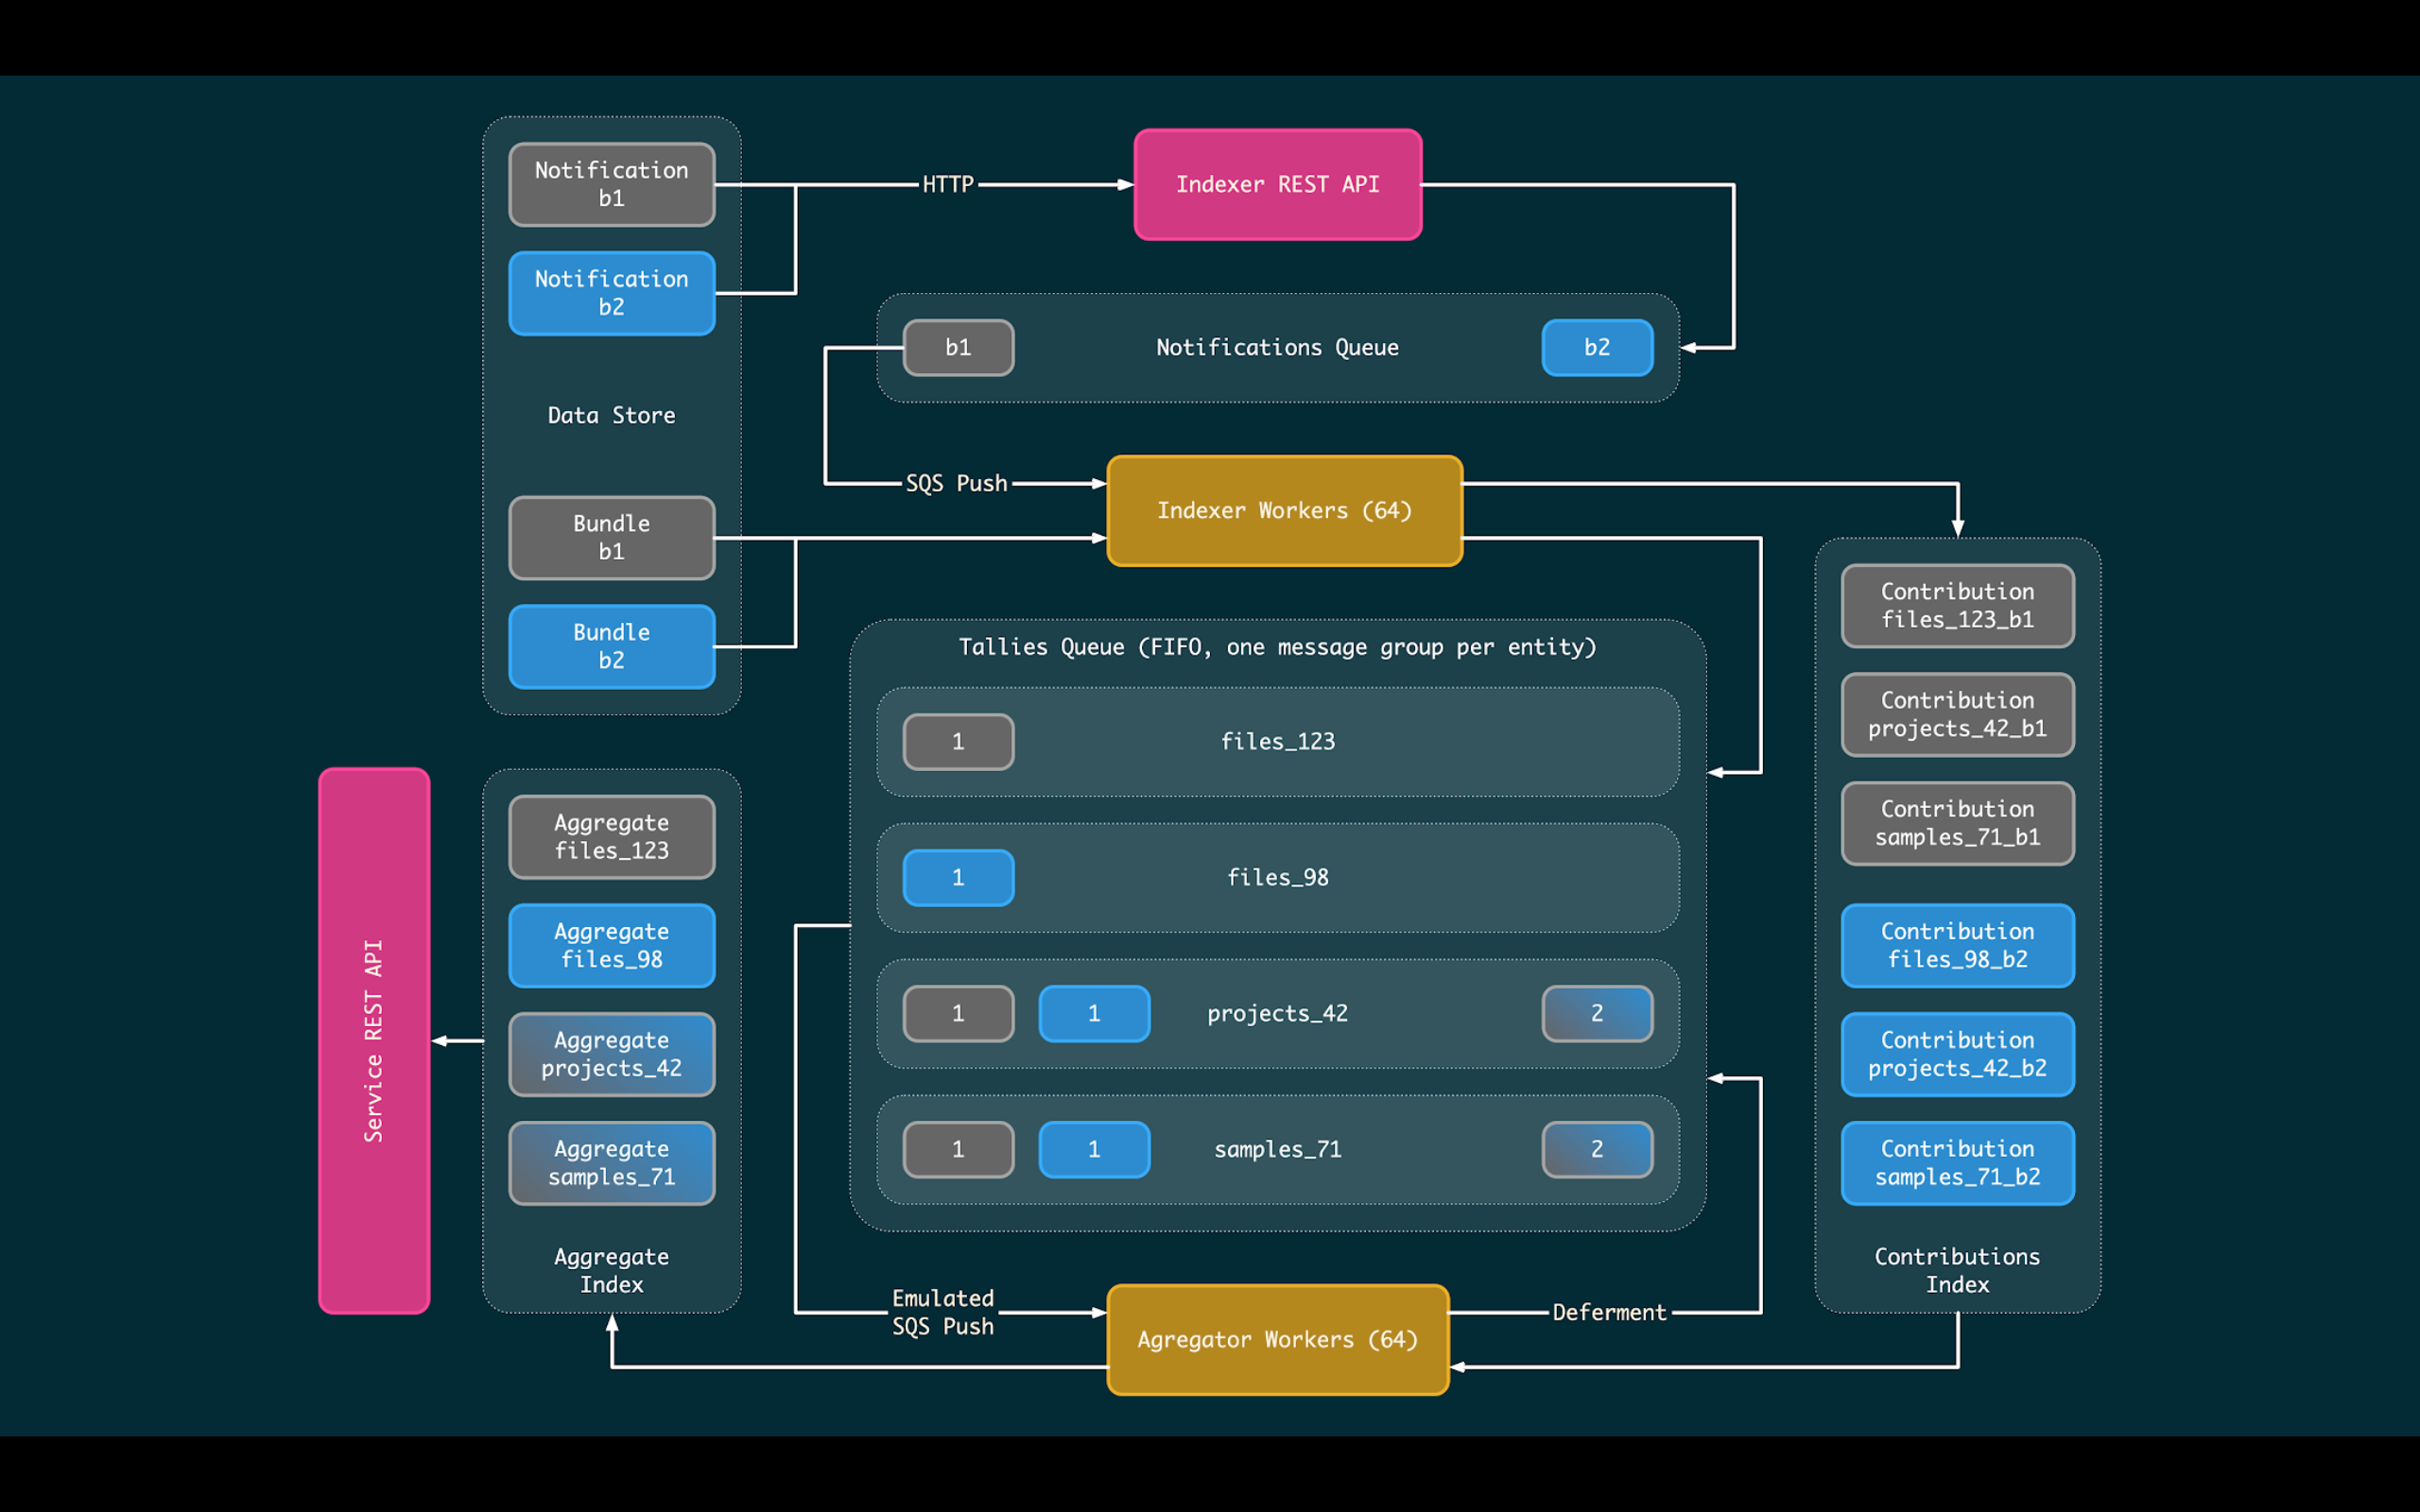 Notification
b1
HTTP
Indexer REST API
Notification
b2
b1
Notifications Queue
b2
Data Store
SQS Push
Indexer Workers (64)
Bundle
b1
Bundle
b2
Tallies Queue (FIFO, one message group per entity)
1
files_123
1
files_98
1
1
projects_42
2
1
1
samples_71
2
Contribution
files_123_b1
Contribution
projects_42_b1
Contribution
samples_71_b1
Contribution
files_98_b2
Contribution
projects_42_b2
Contribution
samples_71_b2
Contributions
Index
Service REST API
Aggregate
files_123
Aggregate
files_98
Aggregate
projects_42
Aggregate
samples_71
Aggregate
Index
Emulated
SQS Push
Agregator Workers (64)
Deferment